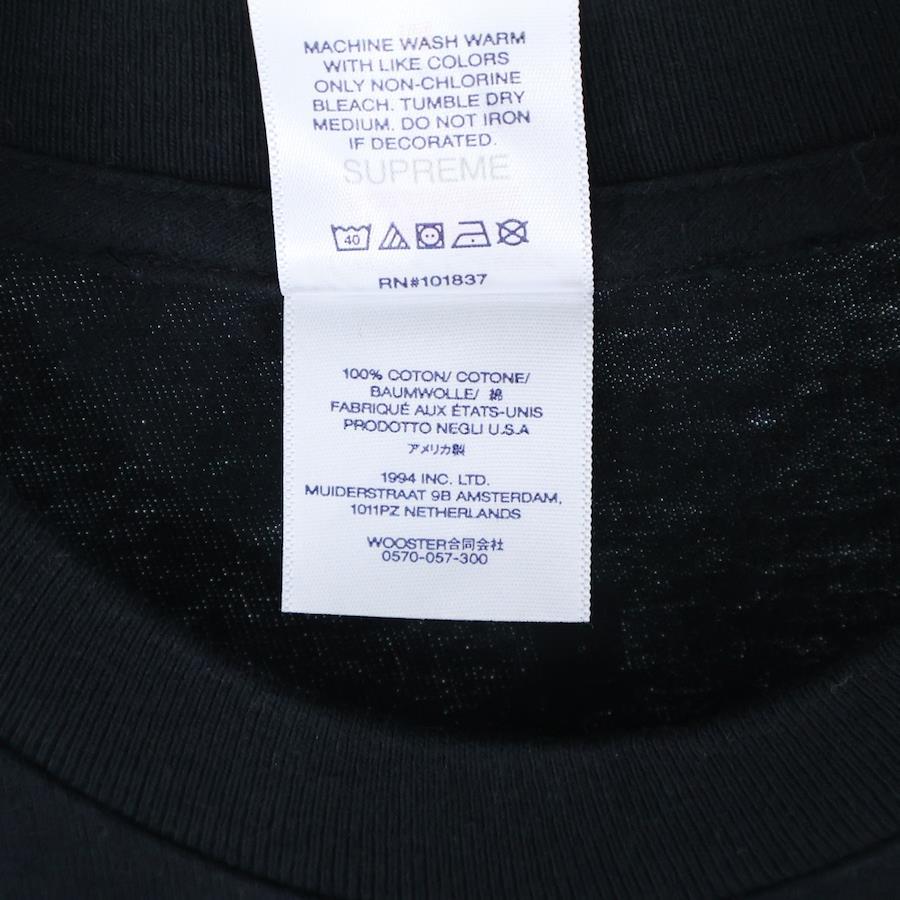 MACHINE WASH WARM
WITH LIKE COLORS
ONLY NON-CHLORINE
BLEACH. TUMBLE DRY
MEDIUM. DO NOT IRON
IF DECORATED.
SUPREME
40
RN#101837
100% COTON/ COTONE/
BAUMWOLLE/ 綿
FABRIQUÉ AUX ÉTATS-UNIS
PRODOTTO NEGLI U.S.A
アメリカ製
1994 INC. LTD.
MUIDERSTRAAT 9B AMSTERDAM,
1011PZ NETHERLANDS
WOOSTER合同会社
0570-057-300